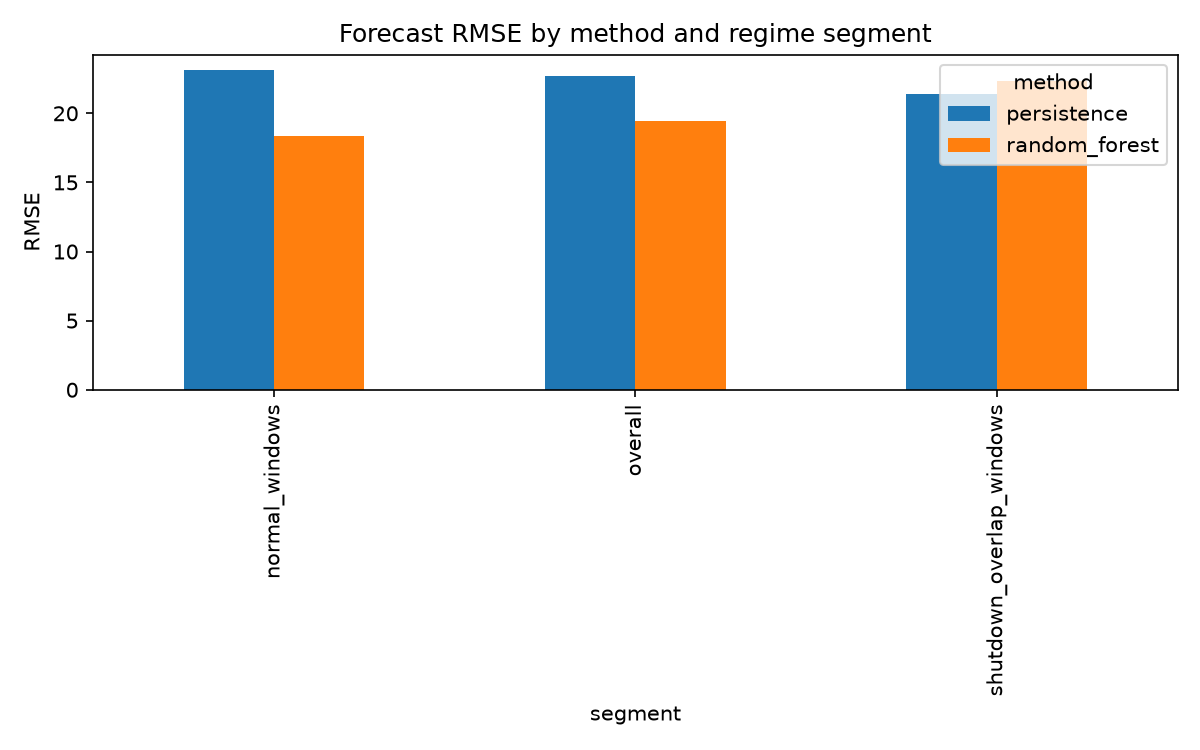 Forecast RMSE by method and regime segment
method
persistence
random_forest
RMSE
20
15
10
5
0
normal_windows
overall
shutdown_overlap_windows
segment